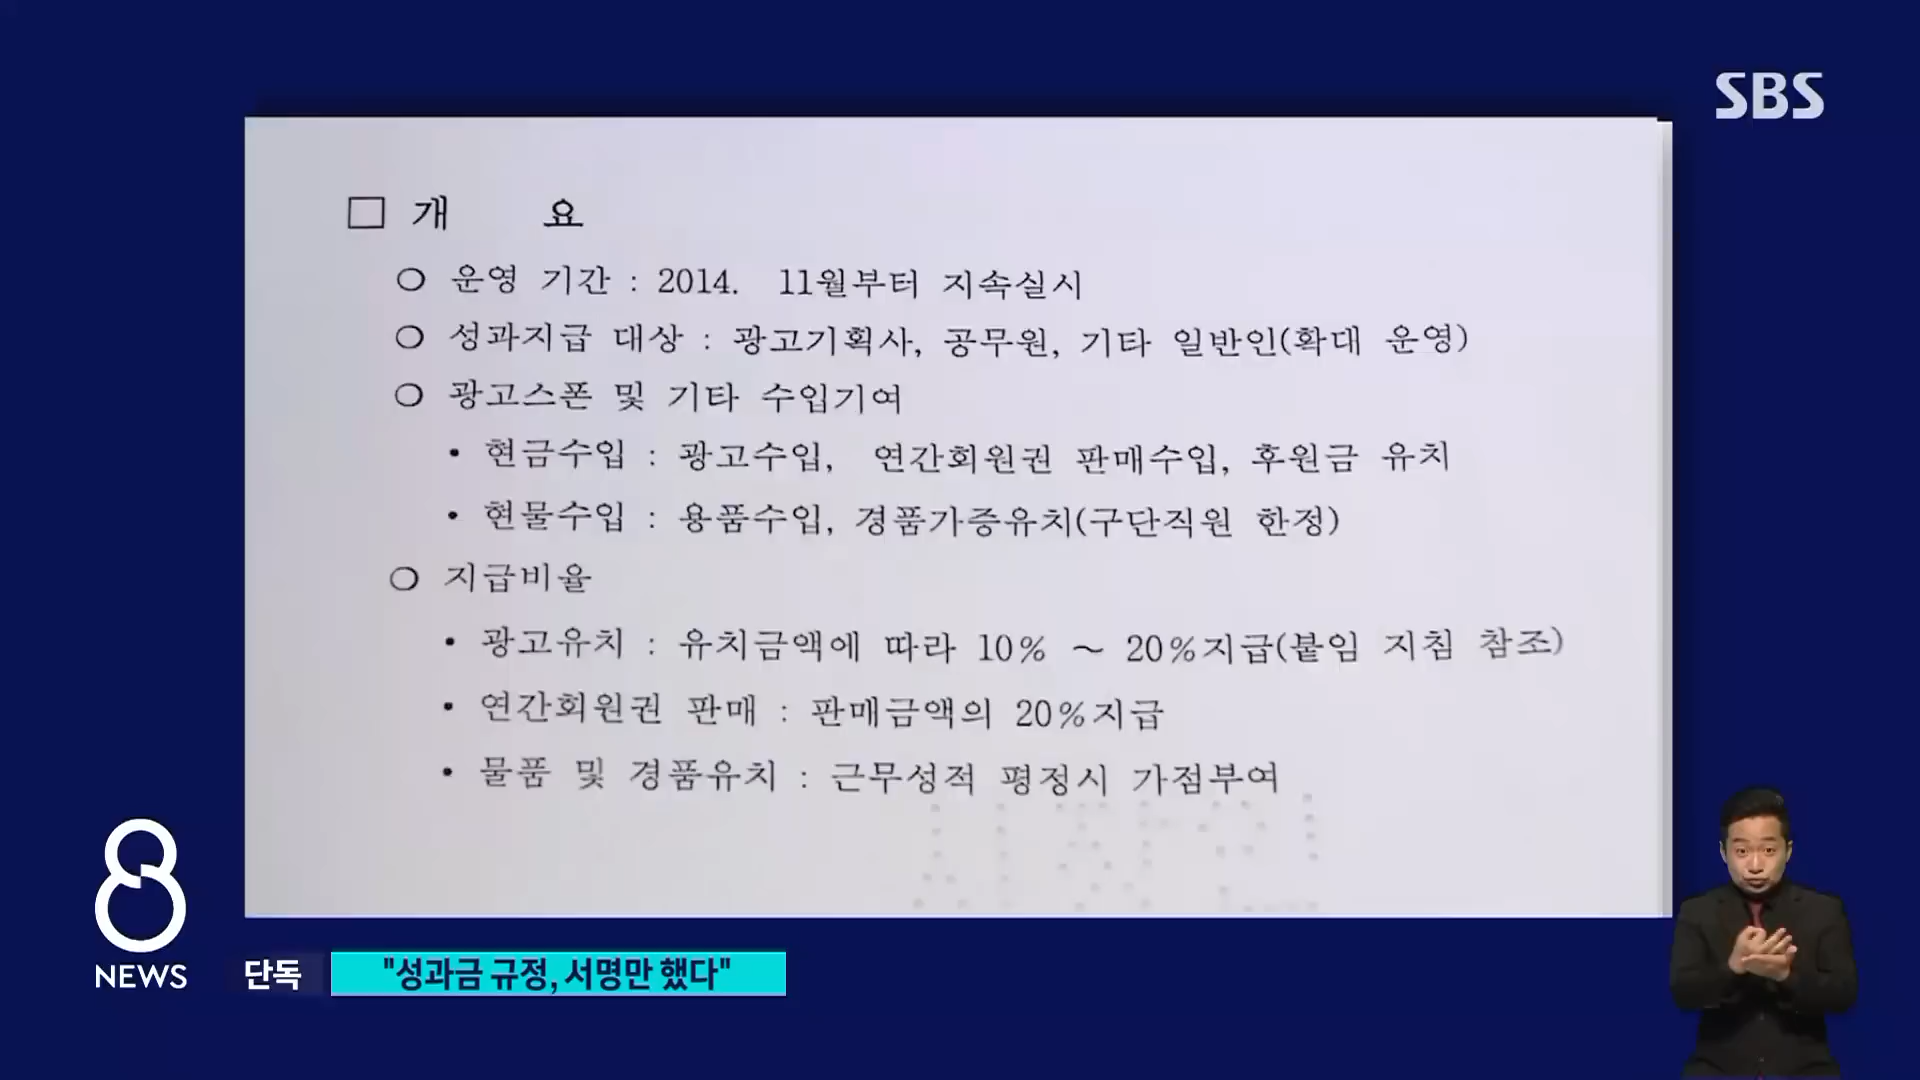 SBS
□ 개 요
○ 운영 기간 : 2014. 11월부터 지속실시
○ 성과지급 대상 : 광고기획사, 공무원, 기타 일반인(확대 운영)
○ 광고스폰 및 기타 수입기여
• 현금수입 : 광고수입, 연간회원권 판매수입, 후원금 유치
• 현물수입 : 용품수입, 경품가증유치(구단직원 한정)
○ 지급비율
• 광고유치 : 유치금액에 따라 10% ～ 20%지급(붙임 지침 참조)
• 연간회원권 판매 : 판매금액의 20%지급
• 물품 및 경품유치 : 근무성적 평정시 가점부여
8
NEWS
단독 "성과금 규정, 서명만 했다"